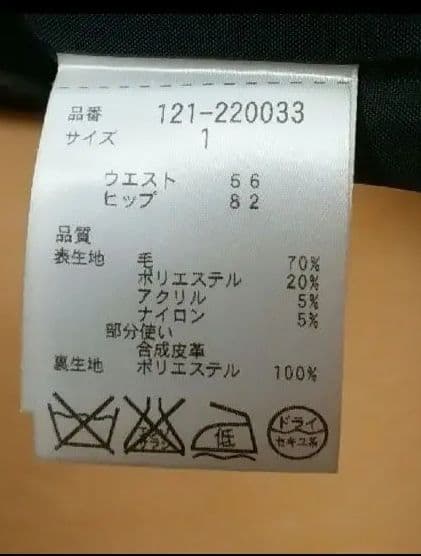 品番 121-220033
サイズ 1
ウエスト 56
ヒップ 82
品質
表生地 毛 70%
ポリエステル 20%
アクリル 5%
ナイロン 5%
部分使い
合成皮革
裏生地 ポリエステル 100%
低
ドライ
セキユ系